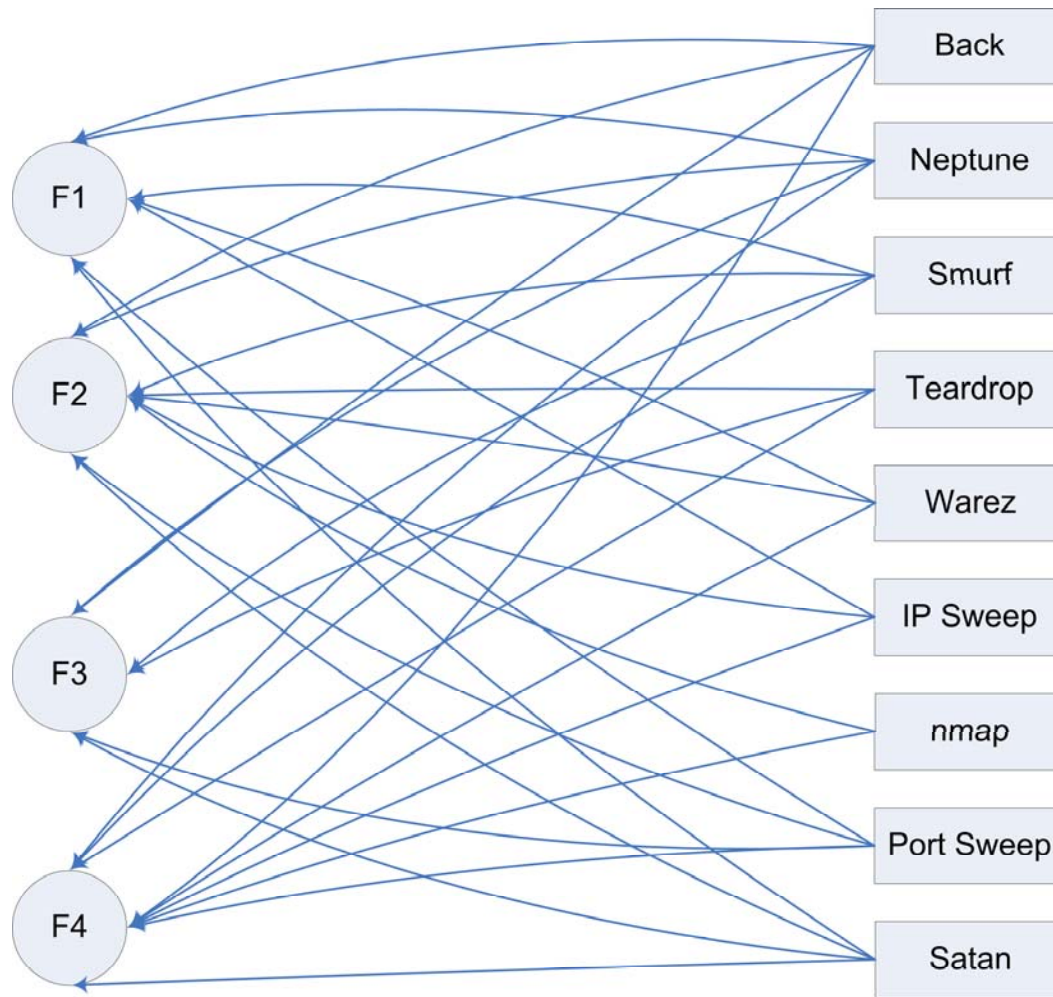 Back
Neptune
F1
Smurf
F2
Teardrop
Warez
IP Sweep
F3
nmap
Port Sweep
F4
Satan